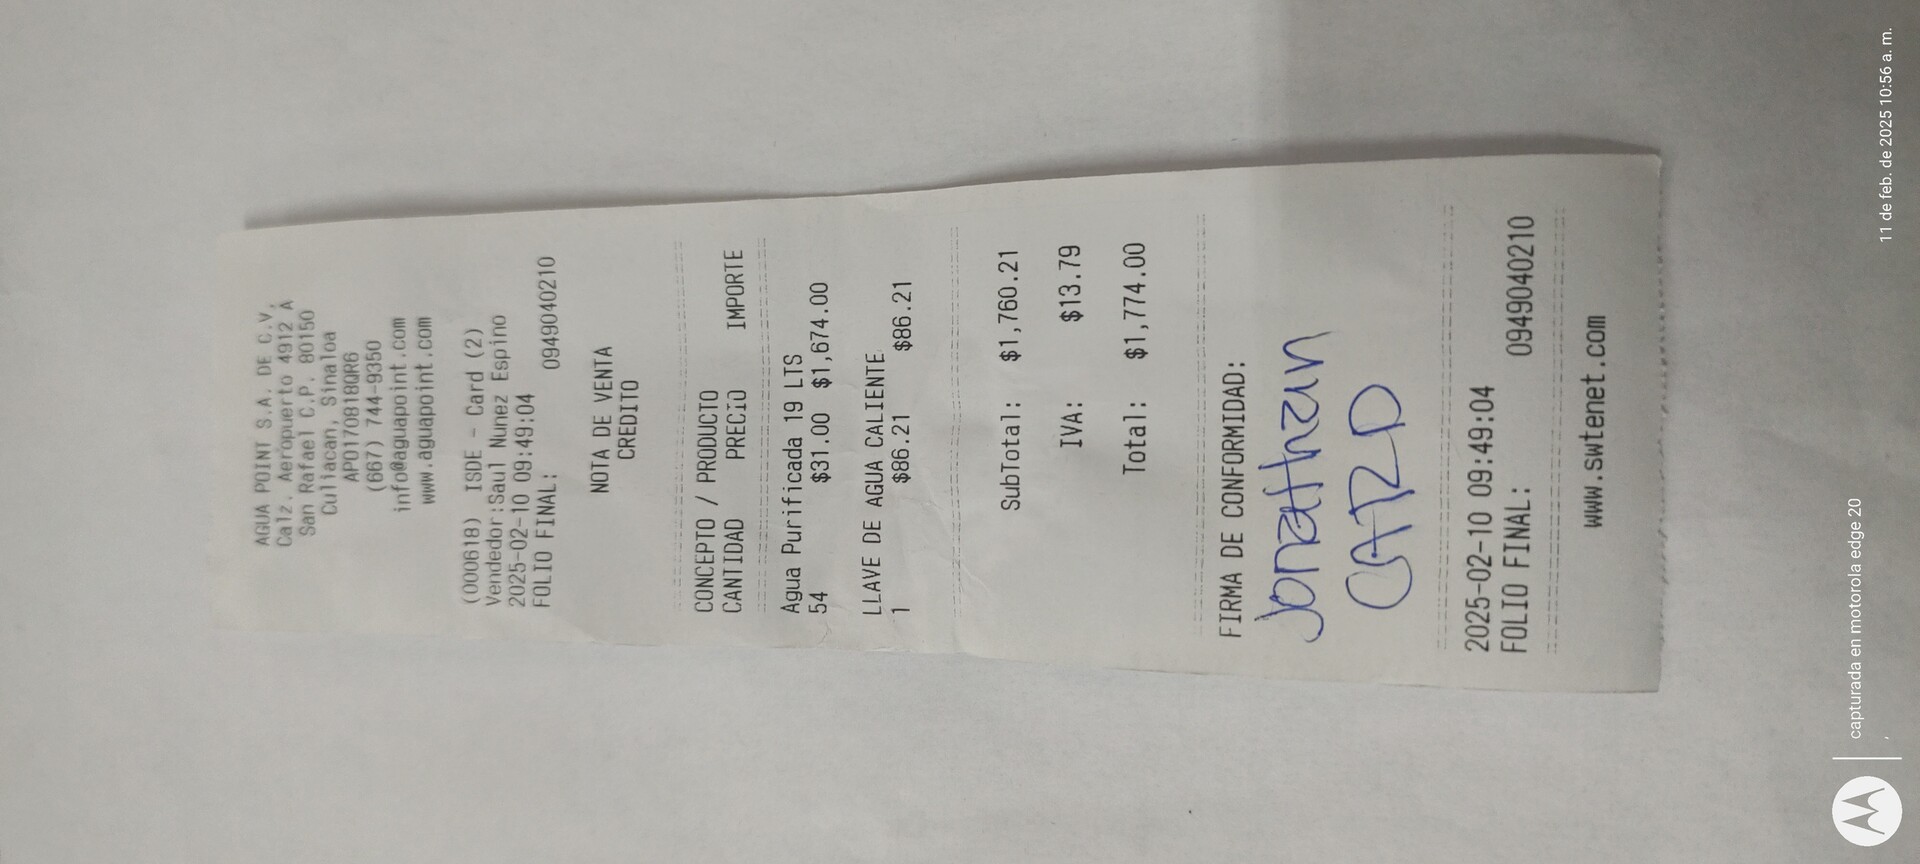 AGUA POINT S.A. DE C.V.
Calz. Aeropuerto 4912 A
San Rafael C.P. 80150
Culiacan, Sinaloa
APO170818QR6
(667) 744-9350
info@aguapoint.com
www.aguapoint.com
(000618) ISDE - Card (2)
Vendedor:Saul Nunez Espino
2025-02-10 09:49:04
FOLIO FINAL: 0949040210
NOTA DE VENTA
CREDITO
CONCEPTO / PRODUCTO
CANTIDAD PRECIO IMPORTE
Agua Purificada 19 LTS
54 $31.00 $1,674.00
LLAVE DE AGUA CALIENTE
1 $86.21 $86.21
SubTotal: $1,760.21
IVA: $13.79
Total: $1,774.00
FIRMA DE CONFORMIDAD:
Jonathan
CARD
2025-02-10 09:49:04
FOLIO FINAL: 0949040210
www.swtenet.com
capturada en motorola edge 20
,
11 de feb. de 2025 10:56 a. m.